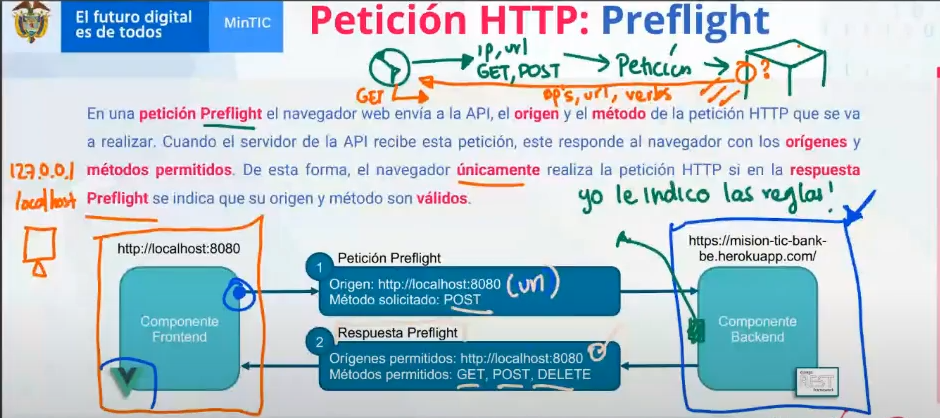 El futuro digital
es de todos
MinTIC
Petición HTTP: Preflight
ip, url
GET, POST
Petición
?
GET
url, verbs
En una petición Preflight el navegador web envía a la API, el origen y el método de la petición HTTP que se va
a realizar. Cuando el servidor de la API recibe esta petición, este responde al navegador con los orígenes y
métodos permitidos. De esta forma, el navegador únicamente realiza la petición HTTP si en la respuesta
Preflight se indica que su origen y método son válidos.
127.0.0.1
localhost
yo le indico las reglas!
http://localhost:8080
https://mision-tic-bank-
be.herokuapp.com/
1
Petición Preflight
Origen: http://localhost:8080 (url)
Método solicitado: POST
Componente
Frontend
Componente
Backend
2
Respuesta Preflight
Orígenes permitidos: http://localhost:8080
Métodos permitidos: GET, POST, DELETE
REST